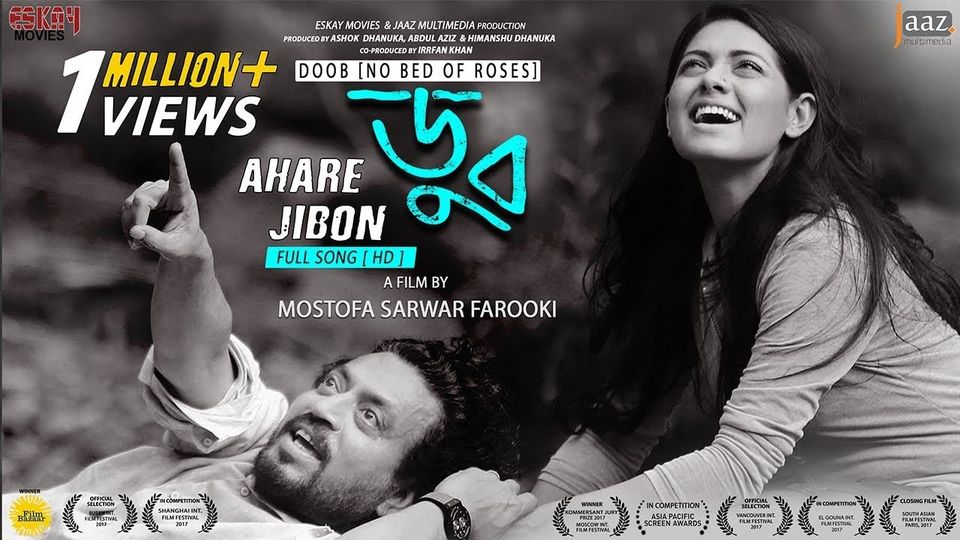 ESKAY
MOVIES
ESKAY MOVIES & JAAZ MULTIMEDIA PRODUCTION
PRODUCED BY ASHOK DHANUKA, ABDUL AZIZ & HIMANSHU DHANUKA
CO-PRODUCED BY IRRFAN KHAN
DOOB [NO BED OF ROSES]
jaaz
multimedia
1 MILLION+
VIEWS
ডুব
AHARE
JIBON
FULL SONG [ HD ]
A FILM BY
MOSTOFA SARWAR FAROOKI
WINNER
Film
Bazaar
OFFICIAL
SELECTION
FILM FESTIVAL
2017
IN COMPETITION
SHANGHAI INT.
FILM FESTIVAL
2017
WINNER
KOMMERSANT JURY
PRIZE 2017
MOSCOW INT.
FILM FESTIVAL
IN COMPETITION
ASIA PACIFIC
SCREEN AWARDS
OFFICIAL
SELECTION
VANCOUVER INT.
FILM FESTIVAL
2017
IN COMPETITION
EL GOUNA INT.
FILM FESTIVAL
2017
CLOSING FILM
SOUTH ASIAN
FILM FESTIVAL
PARIS, 2017